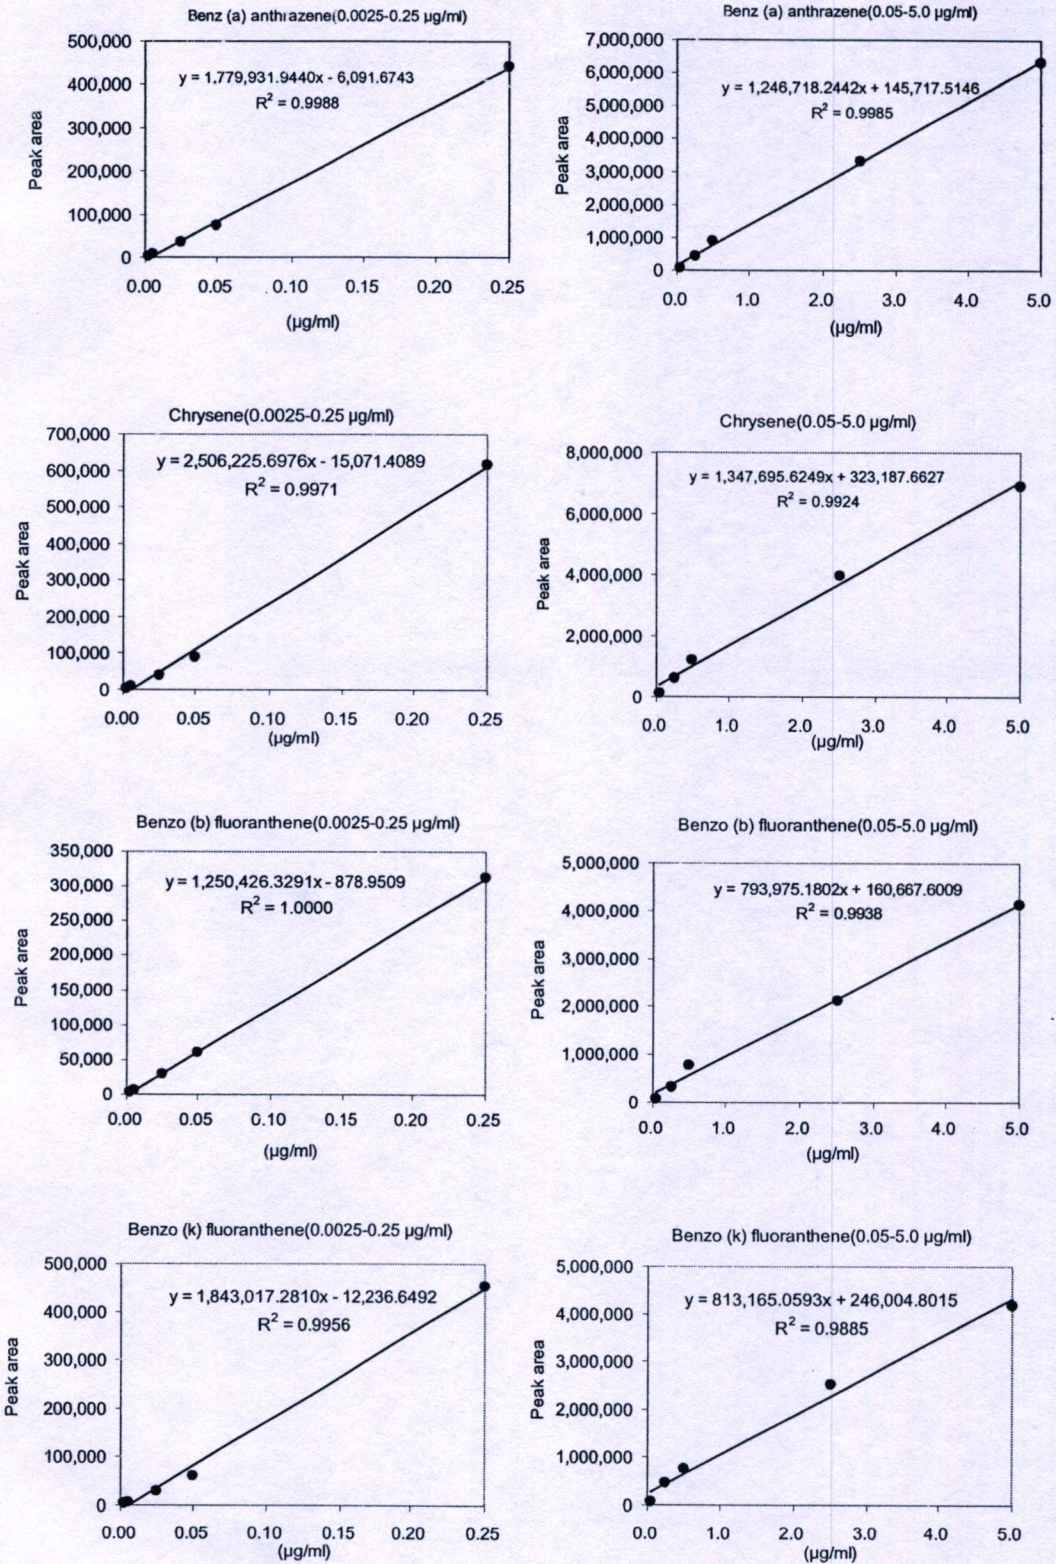 Benz (a) anthrazene(0.0025-0.25 µg/ml)
500,000
400,000
300,000
200,000
100,000
0
y = 1,779,931.9440x - 6,091.6743
R² = 0.9988
Peak area
0.00 0.05 0.10 0.15 0.20 0.25
(µg/ml)
Benz (a) anthrazene(0.05-5.0 µg/ml)
7,000,000
6,000,000
5,000,000
4,000,000
3,000,000
2,000,000
1,000,000
0
y = 1,246,718.2442x + 145,717.5146
R² = 0.9985
Peak area
0.0 1.0 2.0 3.0 4.0 5.0
(µg/ml)
Chrysene(0.0025-0.25 µg/ml)
700,000
600,000
500,000
400,000
300,000
200,000
100,000
0
y = 2,506,225.6976x - 15,071.4089
R² = 0.9971
Peak area
0.00 0.05 0.10 0.15 0.20 0.25
(µg/ml)
Chrysene(0.05-5.0 µg/ml)
8,000,000
6,000,000
4,000,000
2,000,000
0
y = 1,347,695.6249x + 323,187.6627
R² = 0.9924
Peak area
0.0 1.0 2.0 3.0 4.0 5.0
(µg/ml)
Benzo (b) fluoranthene(0.0025-0.25 µg/ml)
350,000
300,000
250,000
200,000
150,000
100,000
50,000
0
y = 1,250,426.3291x - 878.9509
R² = 1.0000
Peak area
0.00 0.05 0.10 0.15 0.20 0.25
(µg/ml)
Benzo (b) fluoranthene(0.05-5.0 µg/ml)
5,000,000
4,000,000
3,000,000
2,000,000
1,000,000
0
y = 793,975.1802x + 160,667.6009
R² = 0.9938
Peak area
0.0 1.0 2.0 3.0 4.0 5.0
(µg/ml)
Benzo (k) fluoranthene(0.0025-0.25 µg/ml)
500,000
400,000
300,000
200,000
100,000
0
y = 1,843,017.2810x - 12,236.6492
R² = 0.9956
Peak area
0.00 0.05 0.10 0.15 0.20 0.25
(µg/ml)
Benzo (k) fluoranthene(0.05-5.0 µg/ml)
5,000,000
4,000,000
3,000,000
2,000,000
1,000,000
0
y = 813,165.0593x + 246,004.8015
R² = 0.9885
Peak area
0.0 1.0 2.0 3.0 4.0 5.0
(µg/ml)